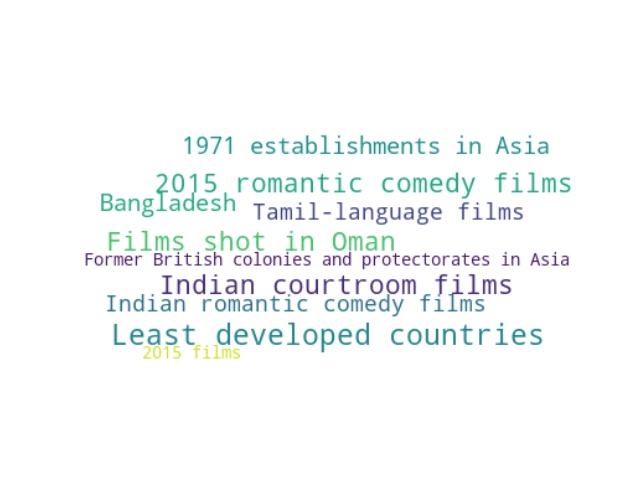 1971 establishments in Asia
2015 romantic comedy films
Bangladesh
Tamil-language films
Films shot in Oman
Former British colonies and protectorates in Asia
Indian courtroom films
Indian romantic comedy films
Least developed countries
2015 films